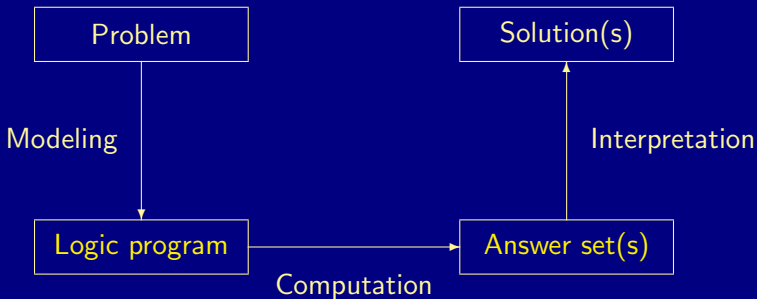 Problem
Solution(s)
Modeling
Interpretation
Logic program
Answer set(s)
Computation